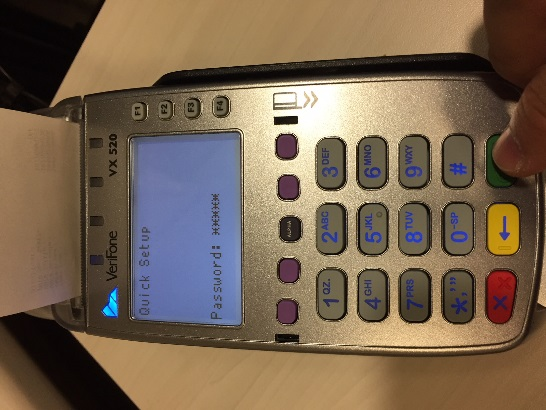 VeriFone VX 520
Quick Setup
Password: *****
F1
F2
F3
F4
ALPHA
1 QZ. 2 ABC 3 DEF
4 GHI 5 JKL 6 MNO
7 PRS 8 TUV 9 WXY
*,'" 0 -SP #